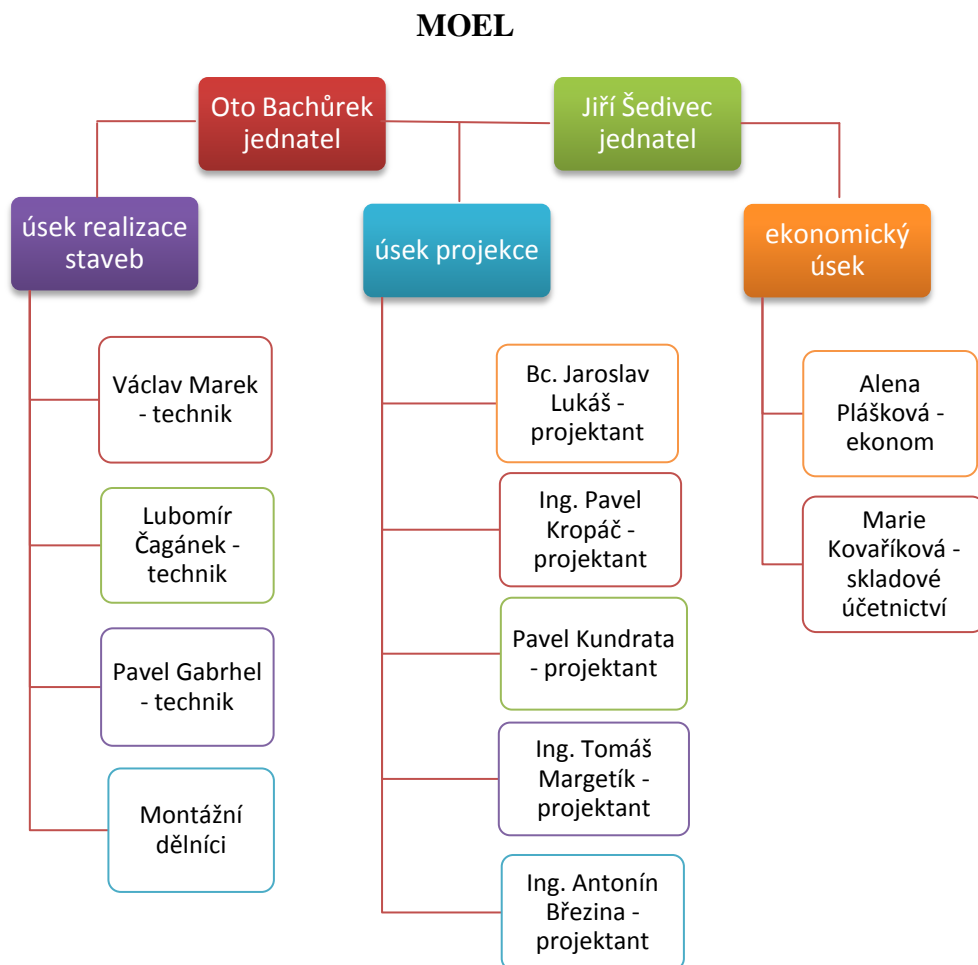 MOEL
Oto Bachůrek
jednatel
Jiří Šedivec
jednatel
úsek realizace
staveb
úsek projekce
ekonomický
úsek
Václav Marek
- technik
Lubomír
Čagánek -
technik
Pavel Gabrhel
- technik
Montážní
dělníci
Bc. Jaroslav
Lukáš -
projektant
Ing. Pavel
Kropáč -
projektant
Pavel Kundrata
- projektant
Ing. Tomáš
Margetík -
projektant
Ing. Antonín
Březina -
projektant
Alena
Plášková -
ekonom
Marie
Kovaříková -
skladové
účetnictví